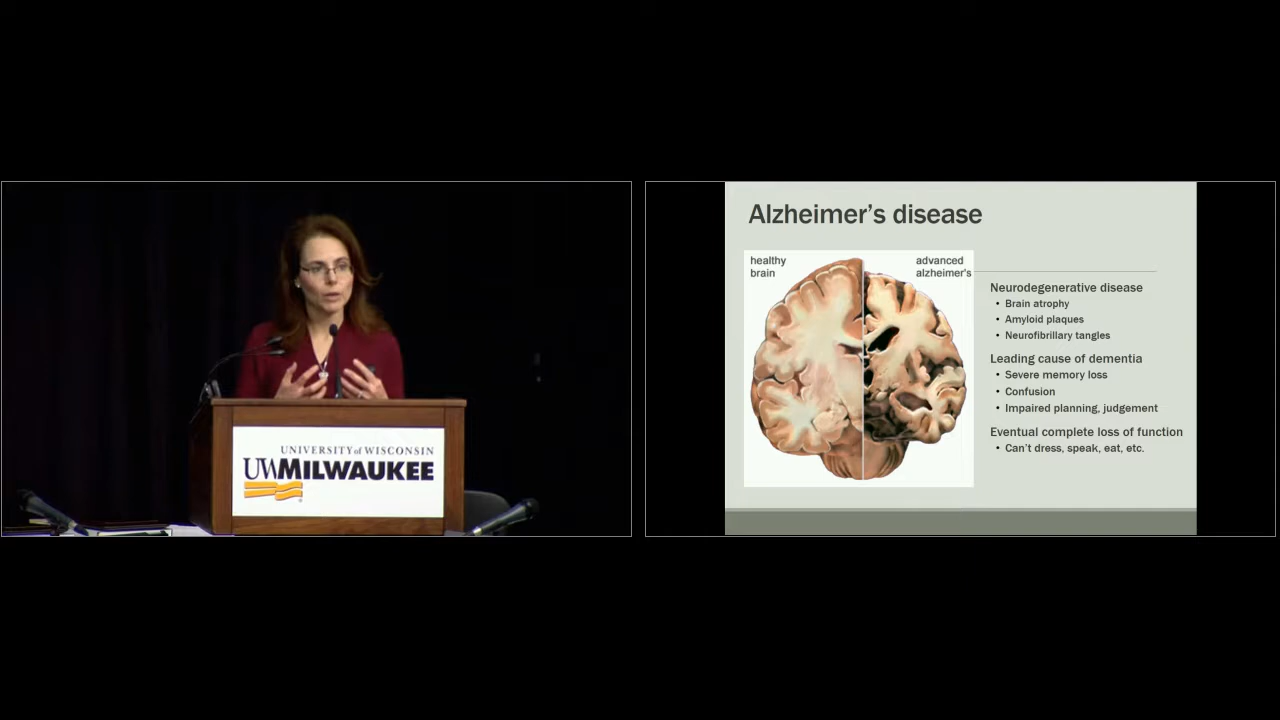 UNIVERSITY of WISCONSIN
UWMILWAUKEE
Alzheimer's disease
healthy
brain
advanced
alzheimer's
Neurodegenerative disease
• Brain atrophy
• Amyloid plaques
• Neurofibrillary tangles
Leading cause of dementia
• Severe memory loss
• Confusion
• Impaired planning, judgement
Eventual complete loss of function
• Can't dress, speak, eat, etc.